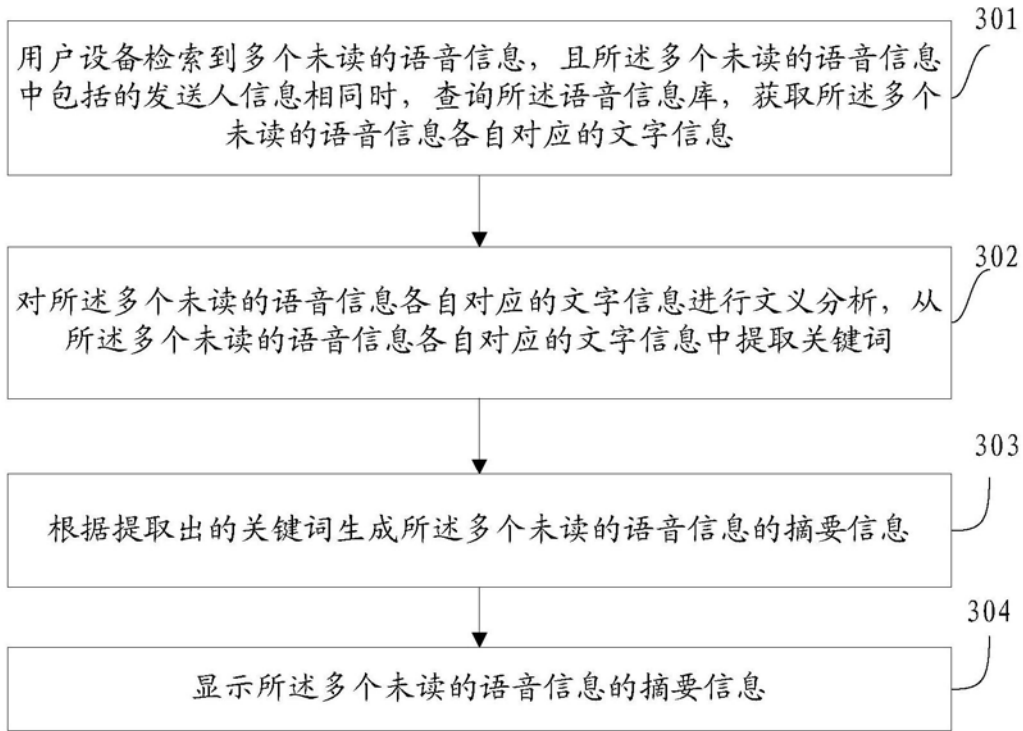 301
用户设备检索到多个未读的语音信息，且所述多个未读的语音信息
中包括的发送人信息相同时，查询所述语音信息库，获取所述多个
未读的语音信息各自对应的文字信息
302
对所述多个未读的语音信息各自对应的文字信息进行文义分析，从
所述多个未读的语音信息各自对应的文字信息中提取关键词
303
根据提取出的关键词生成所述多个未读的语音信息的摘要信息
304
显示所述多个未读的语音信息的摘要信息